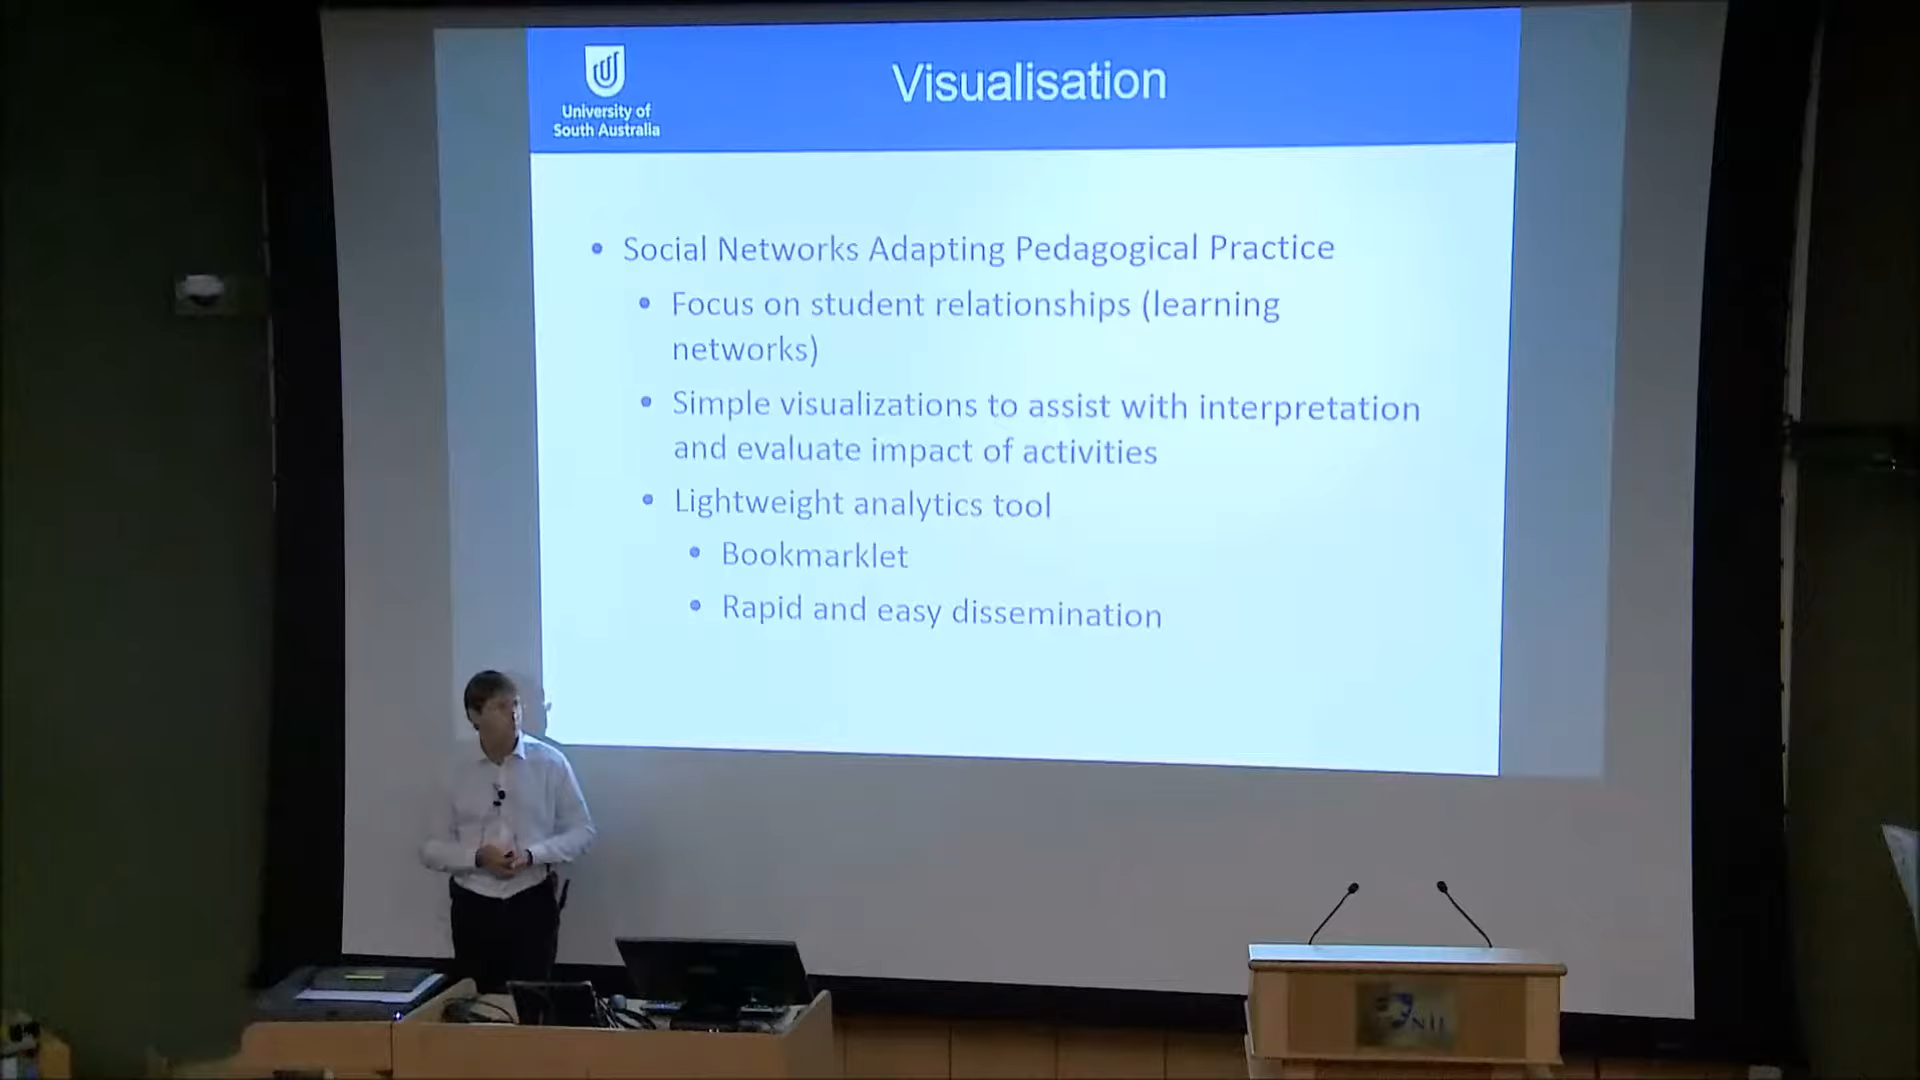 University of
South Australia
Visualisation
• Social Networks Adapting Pedagogical Practice
• Focus on student relationships (learning
networks)
• Simple visualizations to assist with interpretation
and evaluate impact of activities
• Lightweight analytics tool
• Bookmarklet
• Rapid and easy dissemination